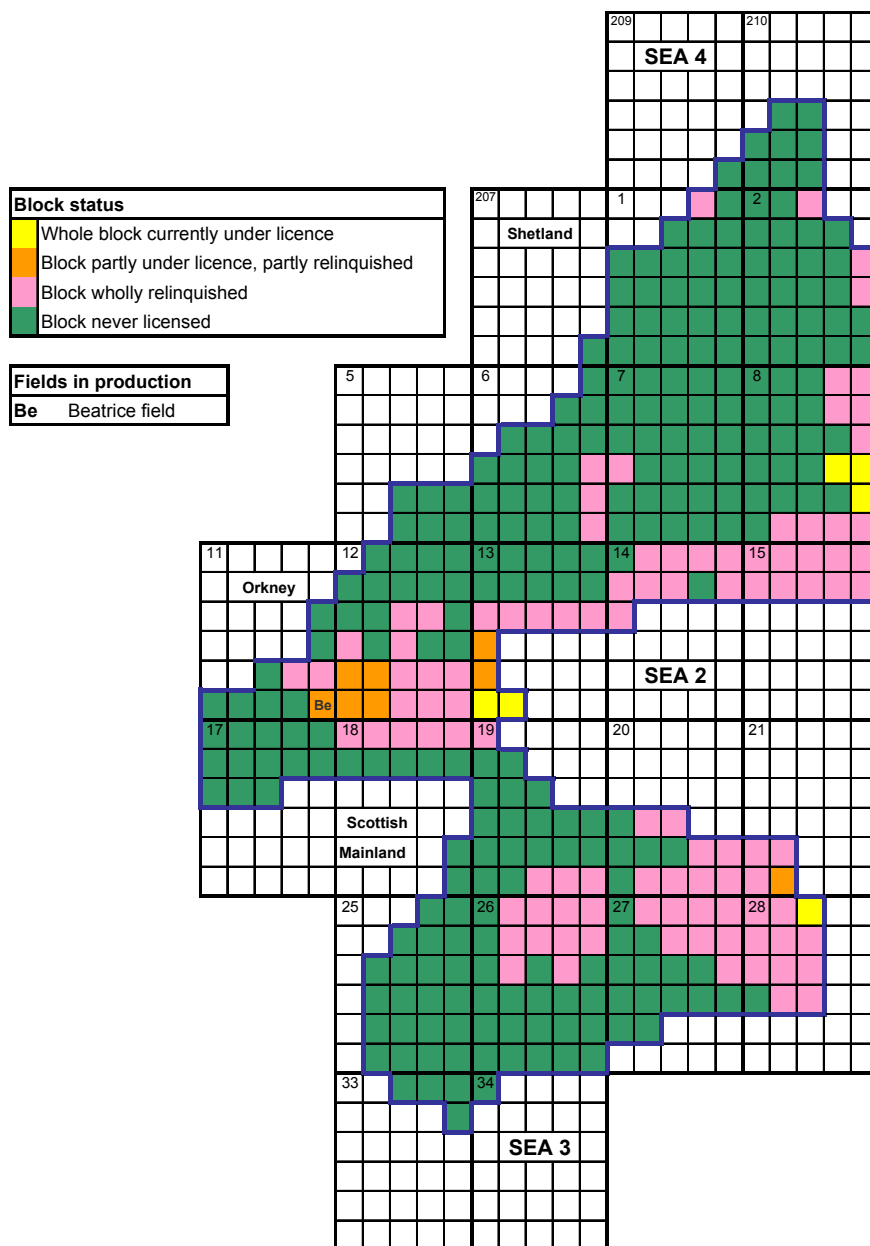 209 210
SEA 4
Block status
Whole block currently under licence
Block partly under licence, partly relinquished
Block wholly relinquished
Block never licensed
207 1 2
Shetland
Fields in production
Be Beatrice field
5 6 7 8
11 12 13 14 15
Orkney
SEA 2
Be
17 18 19 20 21
Scottish
Mainland
25 26 27 28
33 34
SEA 3